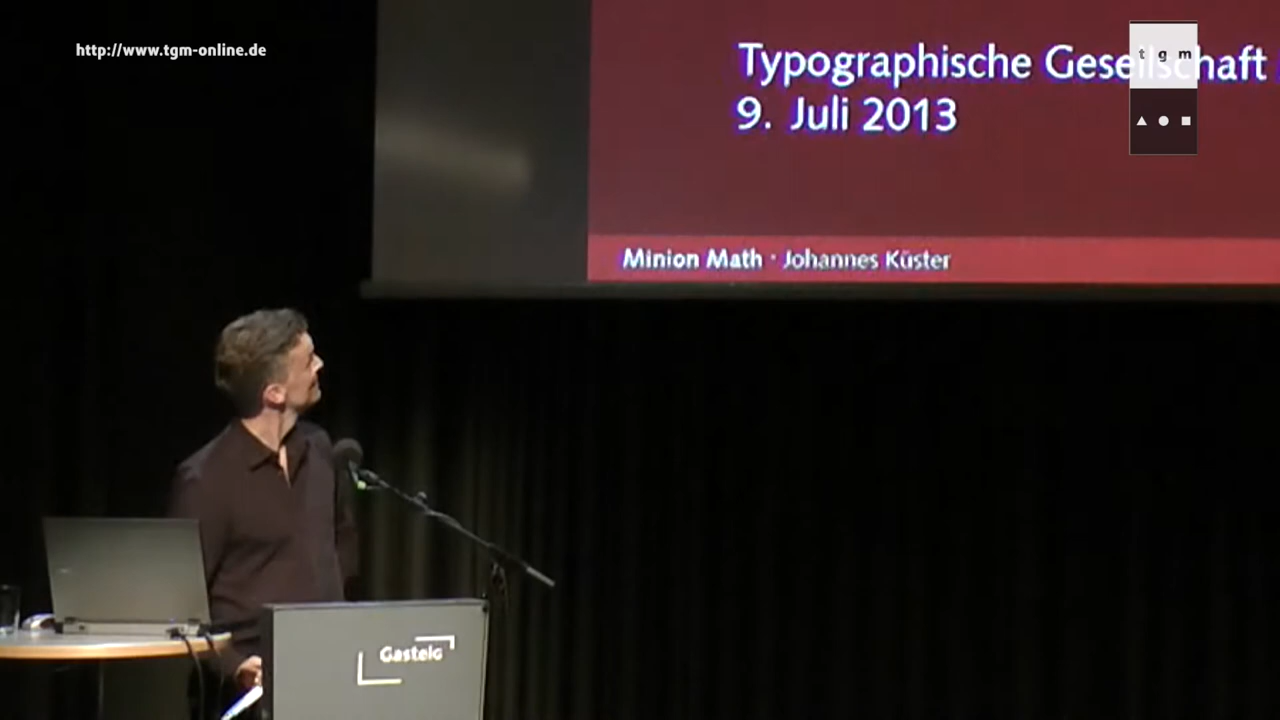 http://www.tgm-online.de
Typographische Gesellschaft
9. Juli 2013
t g m
Minion Math · Johannes Küster
Gasteig